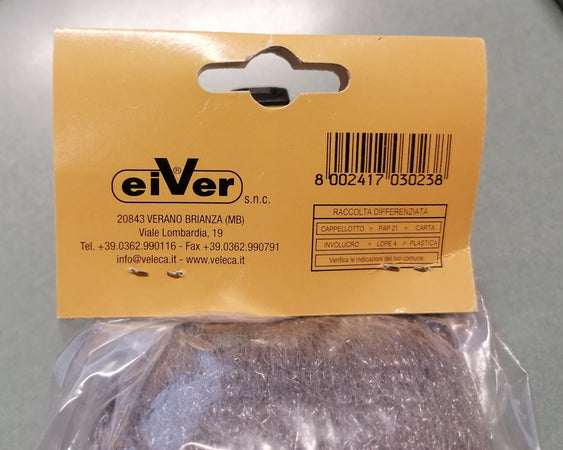 eiVer® s.n.c.
20843 VERANO BRIANZA (MB)
Viale Lombardia, 19
Tel. +39.0362.990116 - Fax +39.0362.990791
info@veleca.it - www.veleca.it
8 002417 030238
RACCOLTA DIFFERENZIATA
CAPPELLOTTO > PAP 21 > CARTA
INVOLUCRO > LDPE 4 > PLASTICA
Verifica le indicazioni del tuo comune.